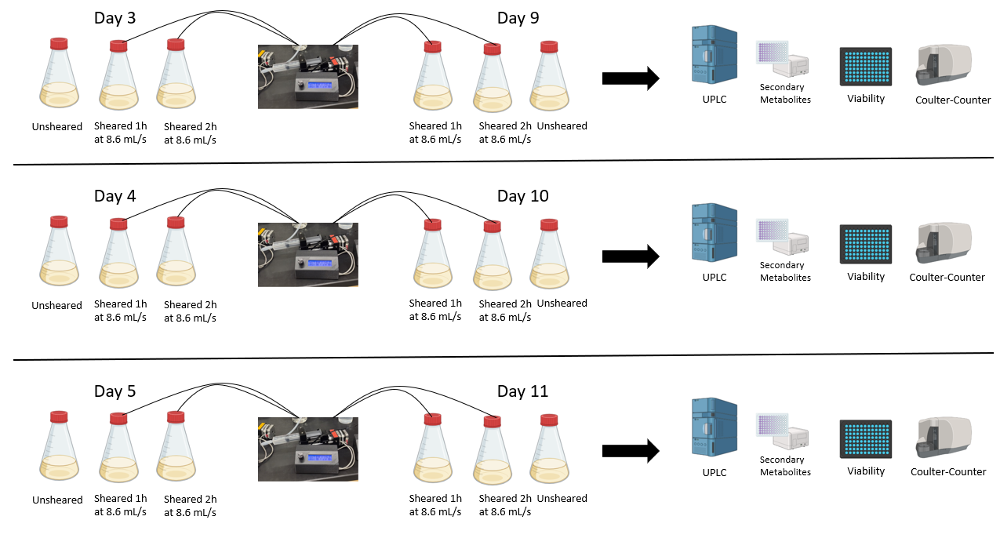 Day 3
Day 9
Unsheared
Sheared 1h
at 8.6 mL/s
Sheared 2h
at 8.6 mL/s
Sheared 1h
at 8.6 mL/s
Sheared 2h
at 8.6 mL/s
Unsheared
UPLC
Secondary
Metabolites
Viability
Coulter-Counter
Day 4
Day 10
Unsheared
Sheared 1h
at 8.6 mL/s
Sheared 2h
at 8.6 mL/s
Sheared 1h
at 8.6 mL/s
Sheared 2h
at 8.6 mL/s
Unsheared
UPLC
Secondary
Metabolites
Viability
Coulter-Counter
Day 5
Day 11
Unsheared
Sheared 1h
at 8.6 mL/s
Sheared 2h
at 8.6 mL/s
Sheared 1h
at 8.6 mL/s
Sheared 2h
at 8.6 mL/s
Unsheared
UPLC
Secondary
Metabolites
Viability
Coulter-Counter